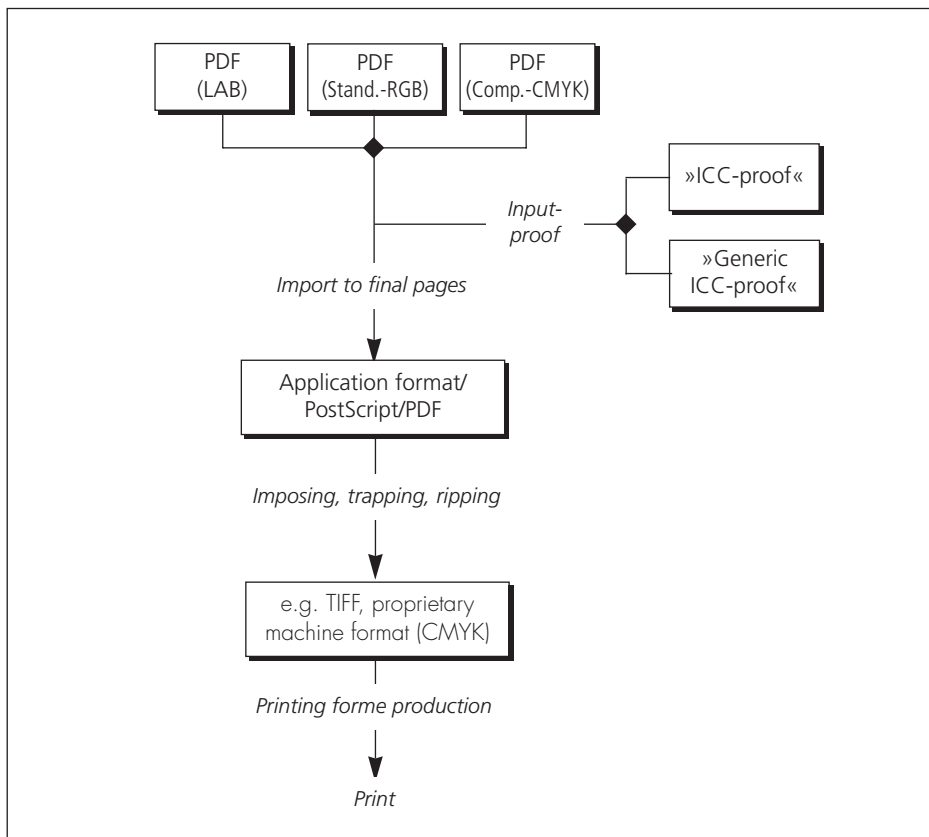 PDF
(LAB)
PDF
(Stand.-RGB)
PDF
(Comp.-CMYK)
»ICC-proof«
Input-
proof
»Generic
ICC-proof«
Import to final pages
Application format/
PostScript/PDF
Imposing, trapping, ripping
e.g. TIFF, proprietary
machine format (CMYK)
Printing forme production
Print